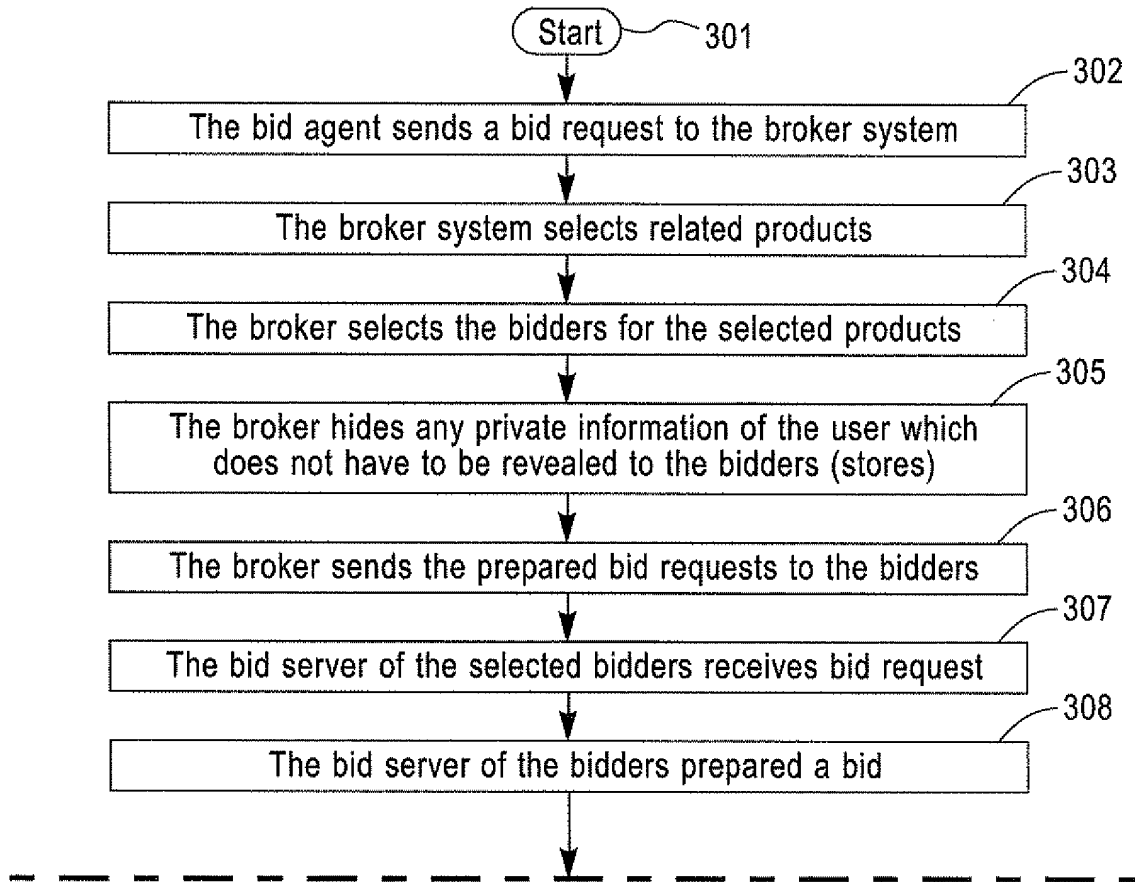 Start
301
302
The bid agent sends a bid request to the broker system
303
The broker system selects related products
304
The broker selects the bidders for the selected products
305
The broker hides any private information of the user which
does not have to be revealed to the bidders (stores)
306
The broker sends the prepared bid requests to the bidders
307
The bid server of the selected bidders receives bid request
308
The bid server of the bidders prepared a bid